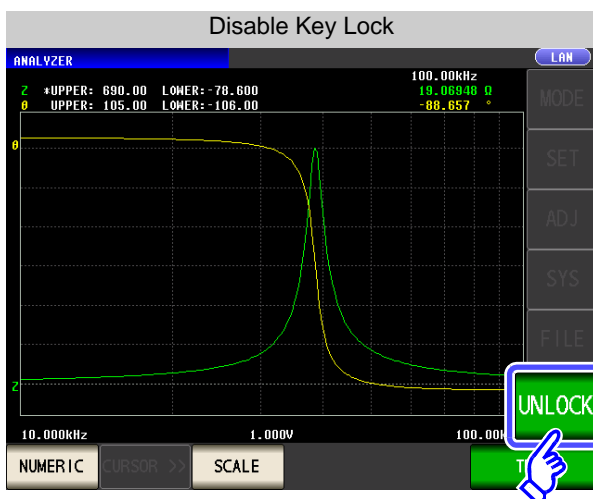 Disable Key Lock
ANALYZER LAN
100.00kHz
Z *UPPER: 690.00 LOWER:-78.600 19.06948 Ω
θ UPPER: 105.00 LOWER:-106.00 -88.657 °
MODE
θ
SET
ADJ
SYS
FILE
Z
UNLOCK
10.000kHz 1.000V 100.00k
NUMERIC CURSOR >> SCALE